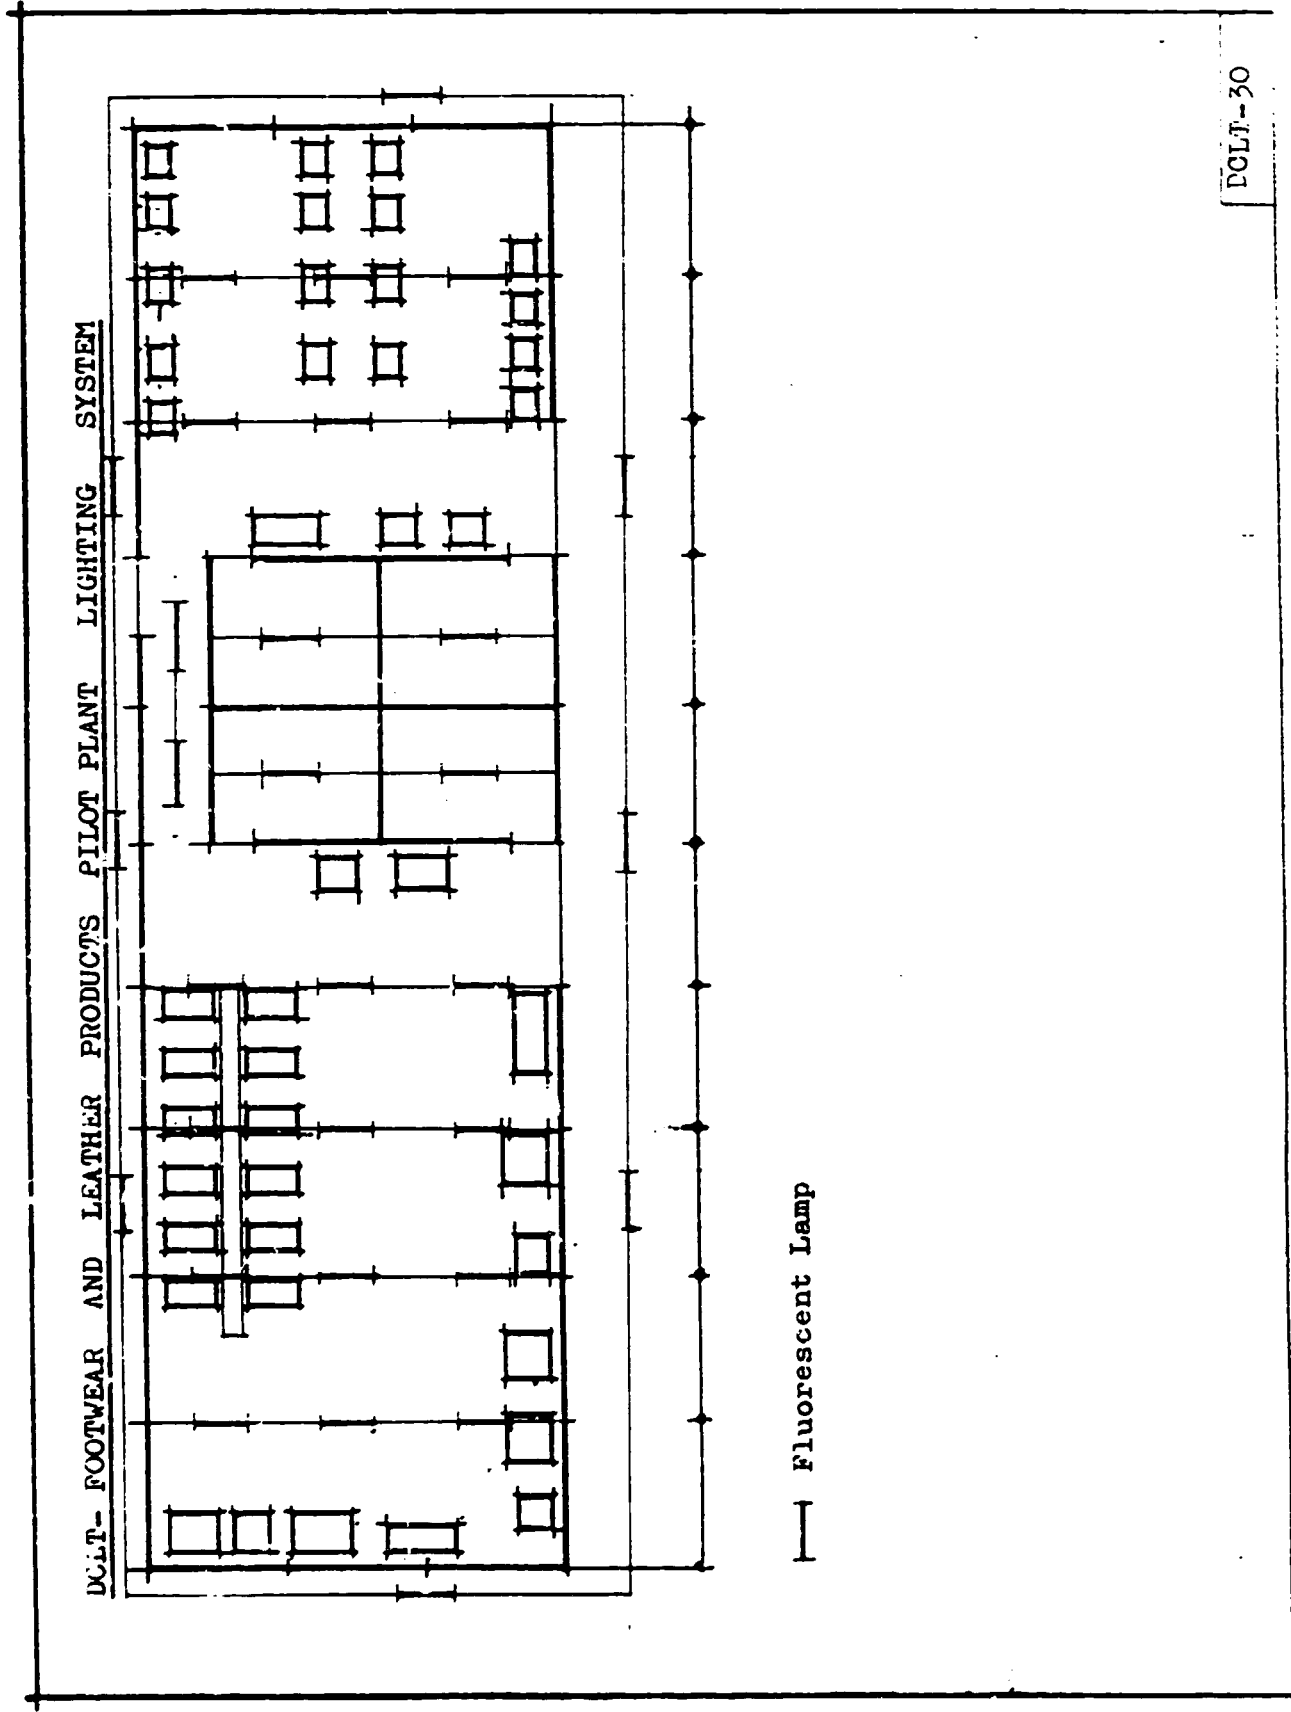 DCLT- FOOTWEAR AND LEATHER PRODUCTS PILOT PLANT LIGHTING SYSTEM
Fluorescent Lamp
DCLT-30